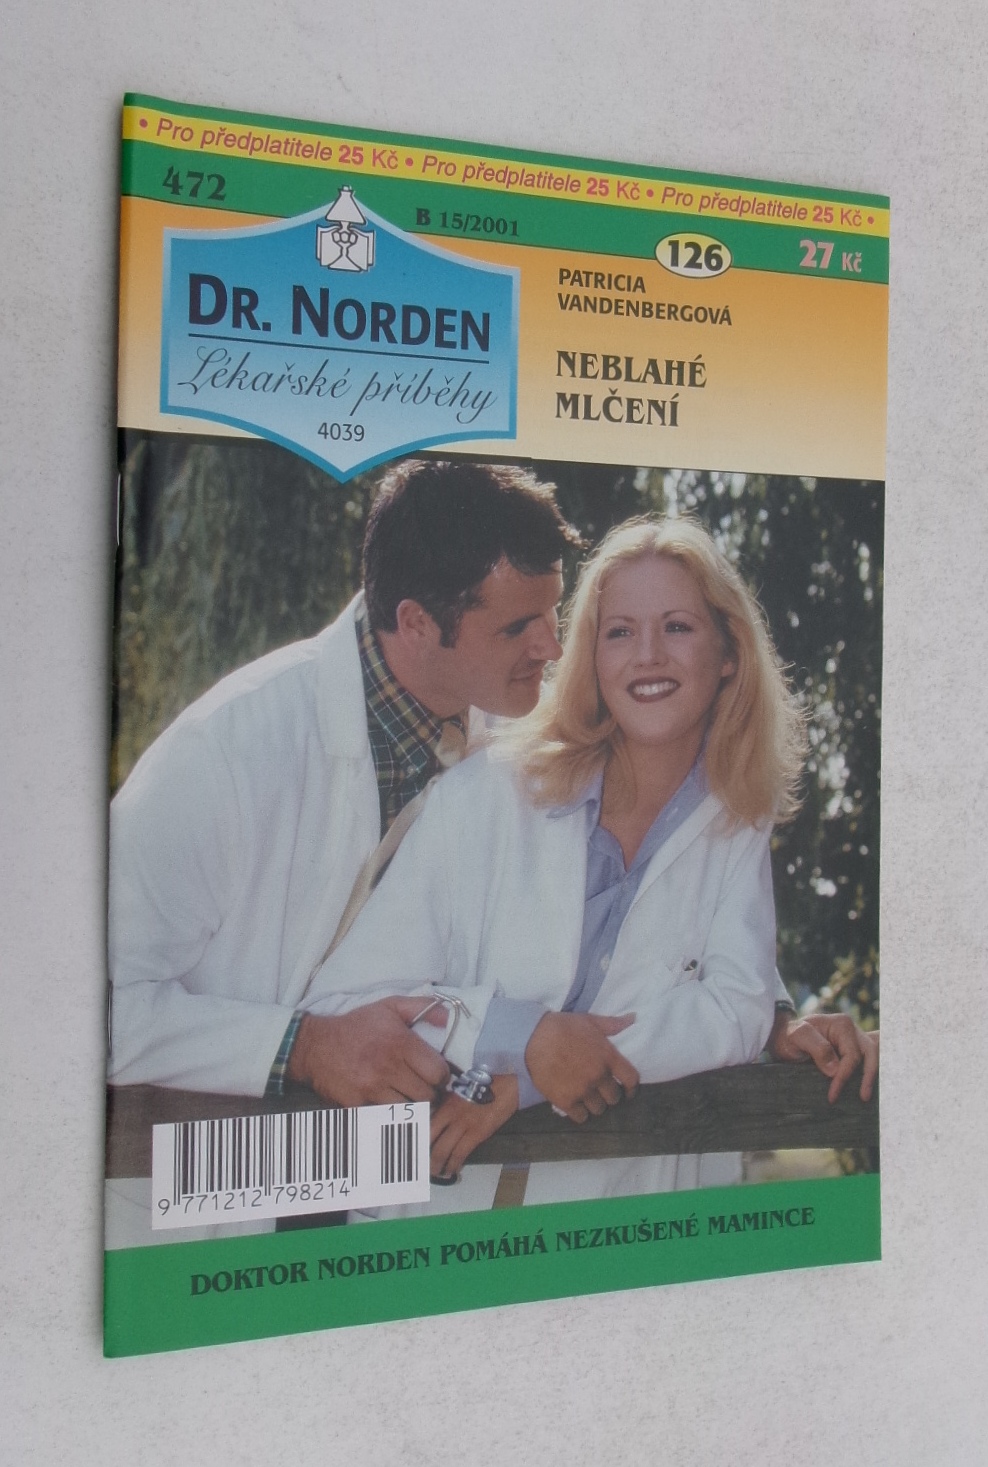 • Pro předplatitele 25 Kč • Pro předplatitele 25 Kč • Pro předplatitele 25 Kč •
472
B 15/2001
126
27 Kč
DR. NORDEN
Lékařské příběhy
4039
PATRICIA
VANDENBERGOVÁ
NEBLAHÉ
MLČENÍ
15
9 771212 798214
DOKTOR NORDEN POMÁHÁ NEZKUŠENÉ MAMINCE